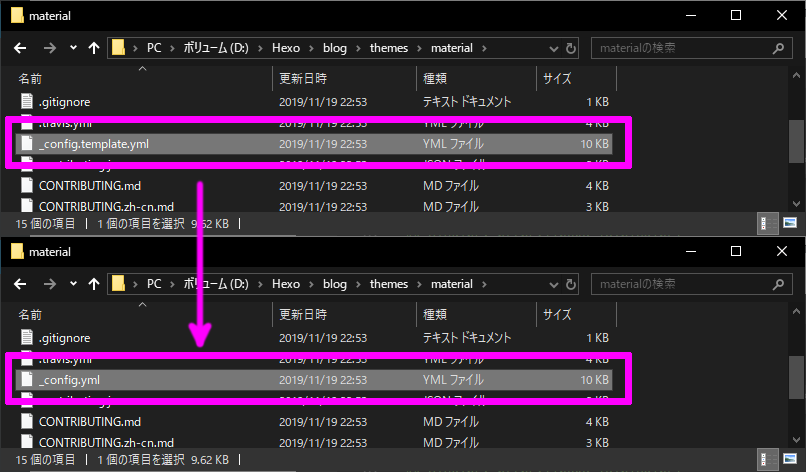 material
PC ボリューム (D:) Hexo blog themes material materialの検索
名前 更新日時 種類 サイズ
.gitignore 2019/11/19 22:53 テキスト ドキュメント 1 KB
.travis.yml 2019/11/19 22:53 YML ファイル 4 KB
_config.template.yml 2019/11/19 22:53 YML ファイル 10 KB
2019/11/19 22:53 JSON ファイル 3 KB
CONTRIBUTING.md 2019/11/19 22:53 MD ファイル 4 KB
CONTRIBUTING.zh-cn.md 2019/11/19 22:53 MD ファイル 3 KB
15 個の項目 1 個の項目を選択 9.62 KB
material
PC ボリューム (D:) Hexo blog themes material materialの検索
名前 更新日時 種類 サイズ
.gitignore 2019/11/19 22:53 テキスト ドキュメント 1 KB
.travis.yml 2019/11/19 22:53 YML ファイル 4 KB
_config.yml 2019/11/19 22:53 YML ファイル 10 KB
2019/11/19 22:53 JSON ファイル 3 KB
CONTRIBUTING.md 2019/11/19 22:53 MD ファイル 4 KB
CONTRIBUTING.zh-cn.md 2019/11/19 22:53 MD ファイル 3 KB
15 個の項目 1 個の項目を選択 9.62 KB